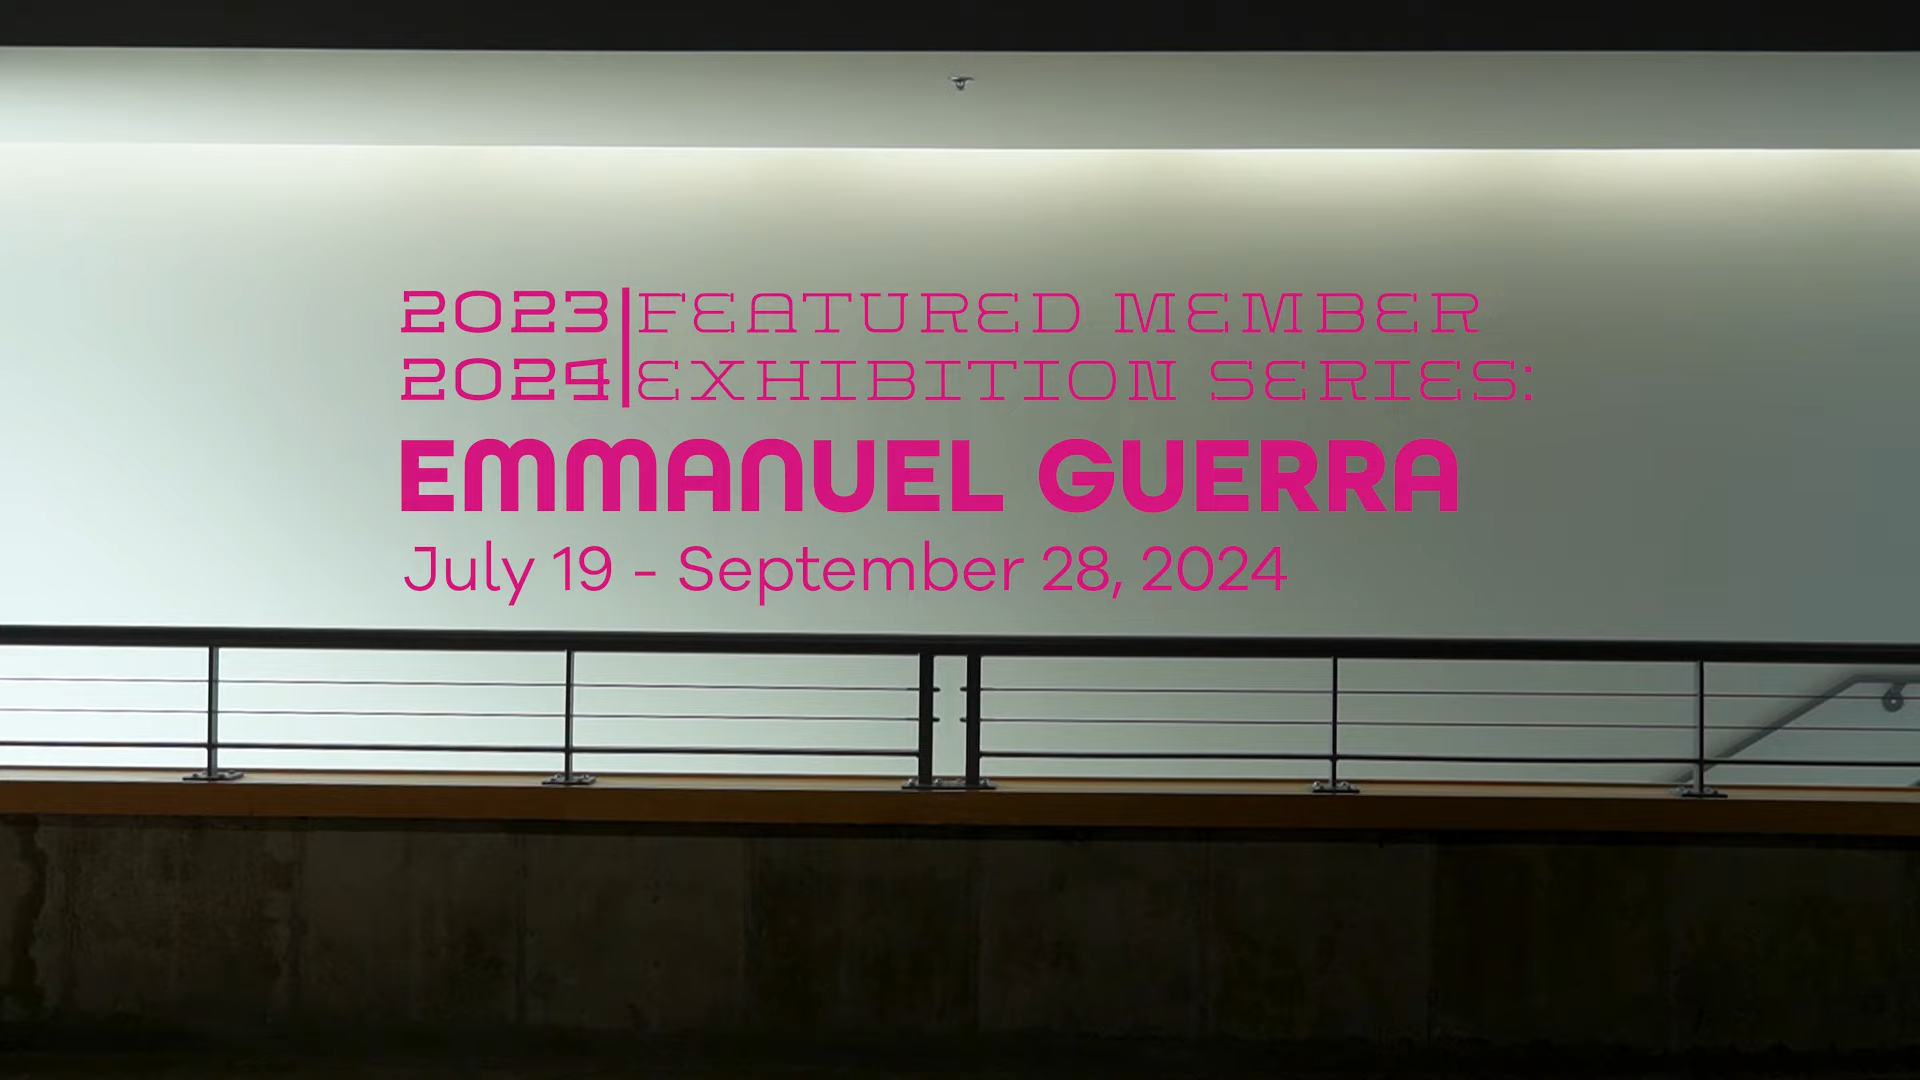 2023|FEATURED MEMBER
2024|EXHIBITION SERIES:
EMMANUEL GUERRA
July 19 - September 28, 2024